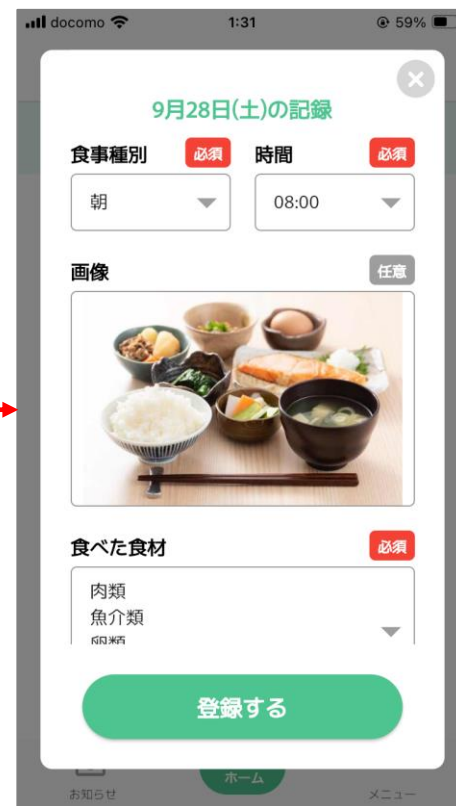 docomo 1:31 59%
9月28日(土)の記録
食事種別 必須 時間 必須
朝 08:00
画像 任意
食べた食材 必須
肉類
魚介類
卵類
登録する
お知らせ ホーム メニュー